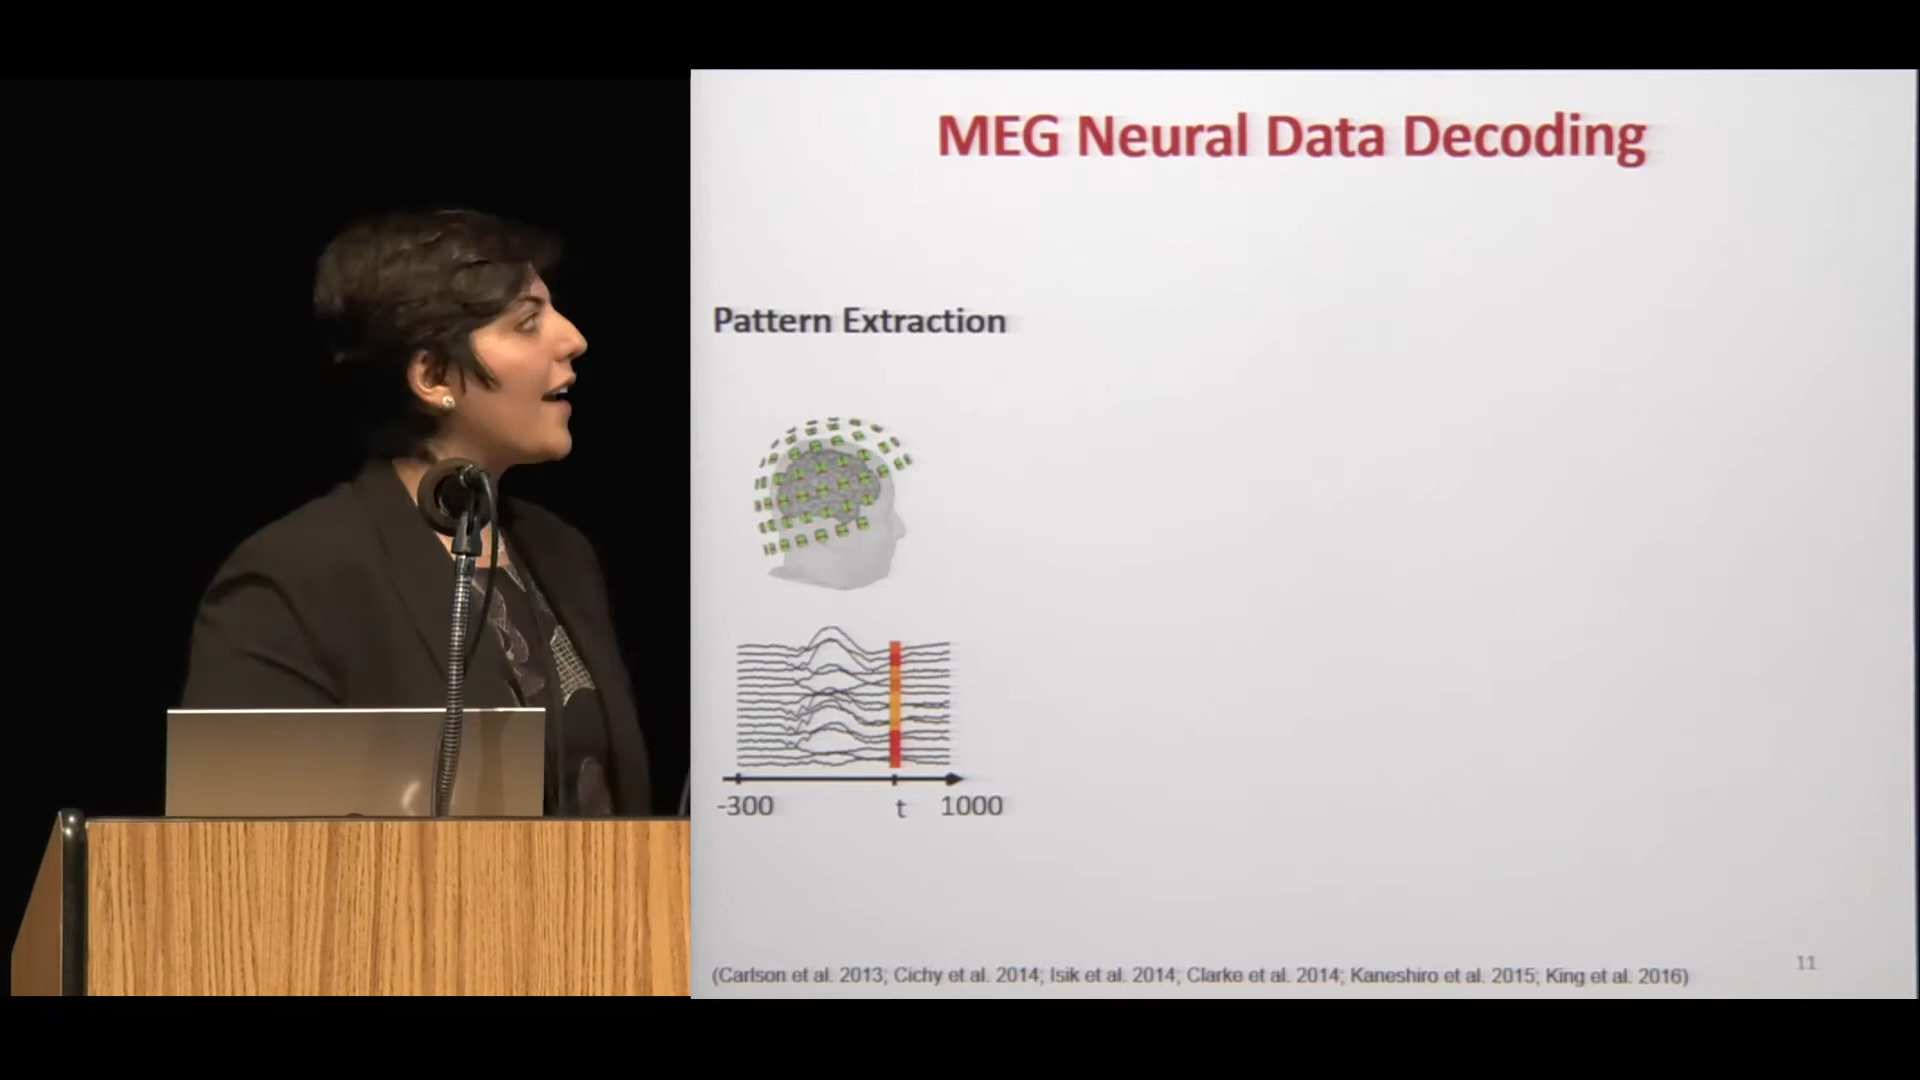 MEG Neural Data Decoding
Pattern Extraction
-300 t 1000
(Carlson et al. 2013; Cichy et al. 2014; Isik et al. 2014; Clarke et al. 2014; Kaneshiro et al. 2015; King et al. 2016)
11